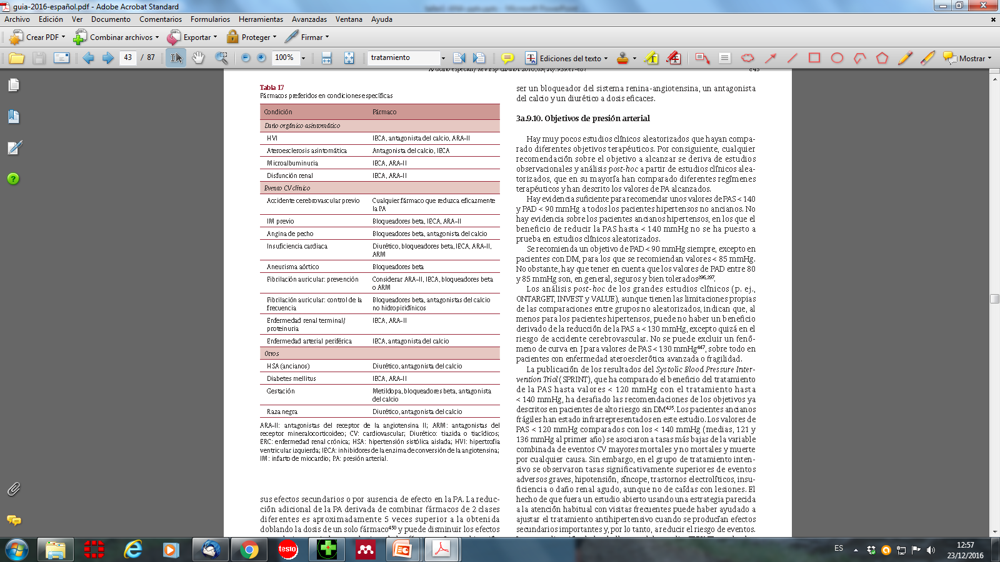 guia-2016-español.pdf - Adobe Acrobat Standard
Archivo Edición Ver Documento Comentarios Formularios Herramientas Avanzadas Ventana Ayuda
Crear PDF Combinar archivos Exportar Proteger Firmar
43 / 87 100% tratamiento Ediciones del texto Mostrar
Tabla 17
Fármacos preferidos en condiciones específicas
Condición Fármaco
Daño orgánico asintomático
HVI IECA, antagonista del calcio, ARA-II
Ateroesclerosis asintomática Antagonista del calcio, IECA
Microalbuminuria IECA, ARA-II
Disfunción renal IECA, ARA-II
Evento CV clínico
Accidente cerebrovascular previo Cualquier fármaco que reduzca eficazmente
la PA
IM previo Bloqueadores beta, IECA, ARA-II
Angina de pecho Bloqueadores beta, antagonista del calcio
Insuficiencia cardiaca Diurético, bloqueadores beta, IECA, ARA-II,
ARM
Aneurisma aórtico Bloqueadores beta
Fibrilación auricular: prevención Considerar ARA-II, IECA, bloqueadores beta
o ARM
Fibrilación auricular: control de la Bloqueadores beta, antagonistas del calcio
frecuencia no hidropiridínicos
Enfermedad renal terminal/ IECA, ARA-II
proteinuria
Enfermedad arterial periférica IECA, antagonista del calcio
Otros
HSA (ancianos) Diurético, antagonista del calcio
Diabetes mellitus IECA, ARA-II
Gestación Metildopa, bloqueadores beta, antagonista
del calcio
Raza negra Diurético, antagonista del calcio
ARA-II: antagonistas del receptor de la angiotensina II; ARM: antagonistas del
receptor mineralocorticoideo; CV: cardiovascular; Diurético: tiazida o tiacídicos;
ERC: enfermedad renal crónica; HSA: hipertensión sistólica aislada; HVI: hipertrofia
ventricular izquierda; IECA: inhibidores de la enzima de conversión de la angiotensina;
IM: infarto de miocardio; PA: presión arterial.
sus efectos secundarios o por ausencia de efecto en la PA. La reduc-
ción adicional de la PA derivada de combinar fármacos de 2 clases
diferentes es aproximadamente 5 veces superior a la obtenida
doblando la dosis de un solo fármaco450 y puede disminuir los efectos
ser un bloqueador del sistema renina-angiotensina, un antagonista
del calcio y un diurético a dosis eficaces.
3a.9.10. Objetivos de presión arterial
Hay muy pocos estudios clínicos aleatorizados que hayan compa-
rado diferentes objetivos terapéuticos. Por consiguiente, cualquier
recomendación sobre el objetivo a alcanzar se deriva de estudios
observacionales y análisis post-hoc a partir de estudios clínicos alea-
torizados, que en su mayoría han comparado diferentes regímenes
terapéuticos y han descrito los valores de PA alcanzados.
Hay evidencia suficiente para recomendar unos valores de PAS < 140
y PAD < 90 mmHg a todos los pacientes hipertensos no ancianos. No
hay evidencia sobre los pacientes ancianos hipertensos, en los que el
beneficio de reducir la PAS hasta < 140 mmHg no se ha puesto a
prueba en estudios clínicos aleatorizados.
Se recomienda un objetivo de PAD < 90 mmHg siempre, excepto en
pacientes con DM, para los que se recomiendan valores < 85 mmHg.
No obstante, hay que tener en cuenta que los valores de PAD entre 80
y 85 mmHg son, en general, seguros y bien tolerados396,397.
Los análisis post-hoc de los grandes estudios clínicos (p. ej.,
ONTARGET, INVEST y VALUE), aunque tienen las limitaciones propias
de las comparaciones entre grupos no aleatorizados, indican que, al
menos para los pacientes hipertensos, puede no haber un beneficio
derivado de la reducción de la PAS a < 130 mmHg, excepto quizá en el
riesgo de accidente cerebrovascular. No se puede excluir un fenó-
meno de curva en J para valores de PAS < 130 mmHg447, sobre todo en
pacientes con enfermedad ateroesclerótica avanzada o fragilidad.
La publicación de los resultados del Systolic Blood Pressure Inter-
vention Trial (SPRINT), que ha comparado el beneficio del tratamiento
de la PAS hasta valores < 120 mmHg con el tratamiento hasta
< 140 mmHg, ha desafiado las recomendaciones de los objetivos ya
descritos en pacientes de alto riesgo sin DM435. Los pacientes ancianos
frágiles han estado infrarrepresentados en este estudio. Los valores de
PAS < 120 mmHg comparados con los < 140 mmHg (medias, 121 y
136 mmHg al primer año) se asociaron a tasas más bajas de la variable
combinada de eventos CV mayores mortales y no mortales y muerte
por cualquier causa. Sin embargo, en el grupo de tratamiento inten-
sivo se observaron tasas significativamente superiores de eventos
adversos graves, hipotensión, síncope, trastornos electrolíticos, insu-
ficiencia o daño renal agudo, aunque no de caídas con lesiones. El
hecho de que fuera un estudio abierto usando una estrategia parecida
a la atención habitual con visitas frecuentes puede haber ayudado a
ajustar el tratamiento antihipertensivo cuando se producían efectos
secundarios importantes y, por lo tanto, a reducir el riesgo de eventos.
testo
ES
12:57
23/12/2016